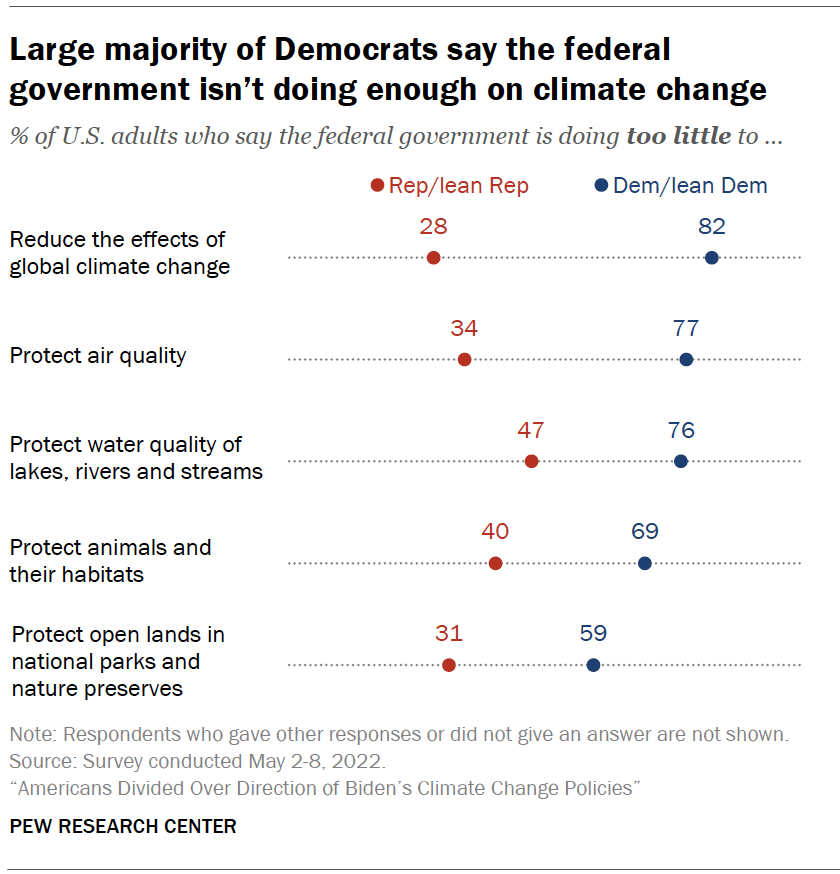 Large majority of Democrats say the federal
government isn’t doing enough on climate change
% of U.S. adults who say the federal government is doing too little to ...
Rep/lean Rep Dem/lean Dem
28 82
Reduce the effects of
global climate change
34 77
Protect air quality
47 76
Protect water quality of
lakes, rivers and streams
40 69
Protect animals and
their habitats
31 59
Protect open lands in
national parks and
nature preserves
Note: Respondents who gave other responses or did not give an answer are not shown.
Source: Survey conducted May 2-8, 2022.
“Americans Divided Over Direction of Biden’s Climate Change Policies”
PEW RESEARCH CENTER